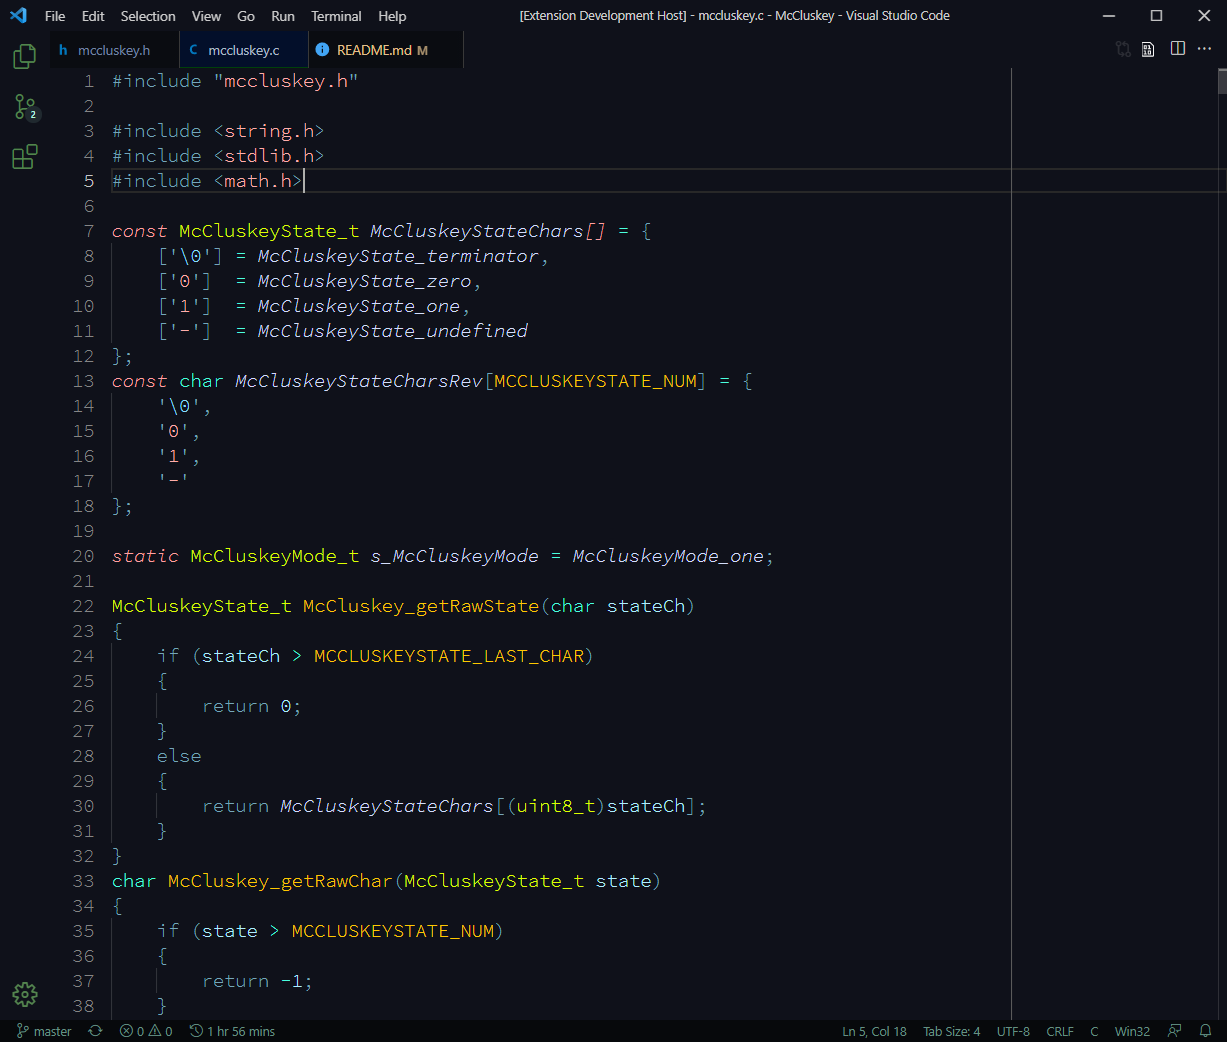 File Edit Selection View Go Run Terminal Help [Extension Development Host] - mccluskey.c - McCluskey - Visual Studio Code
h mccluskey.h C mccluskey.c README.md M
2
1 #include "mccluskey.h"
2
3 #include <string.h>
4 #include <stdlib.h>
5 #include <math.h>
6
7 const McCluskeyState_t McCluskeyStateChars[] = {
8     ['\0'] = McCluskeyState_terminator,
9     ['0']  = McCluskeyState_zero,
10     ['1']  = McCluskeyState_one,
11     ['-']  = McCluskeyState_undefined
12 };
13 const char McCluskeyStateCharsRev[MCCLUSKEYSTATE_NUM] = {
14     '\0',
15     '0',
16     '1',
17     '-'
18 };
19
20 static McCluskeyMode_t s_McCluskeyMode = McCluskeyMode_one;
21
22 McCluskeyState_t McCluskey_getRawState(char stateCh)
23 {
24     if (stateCh > MCCLUSKEYSTATE_LAST_CHAR)
25     {
26         return 0;
27     }
28     else
29     {
30         return McCluskeyStateChars[(uint8_t)stateCh];
31     }
32 }
33 char McCluskey_getRawChar(McCluskeyState_t state)
34 {
35     if (state > MCCLUSKEYSTATE_NUM)
36     {
37         return -1;
38     }
master 0 0 1 hr 56 mins Ln 5, Col 18 Tab Size: 4 UTF-8 CRLF C Win32